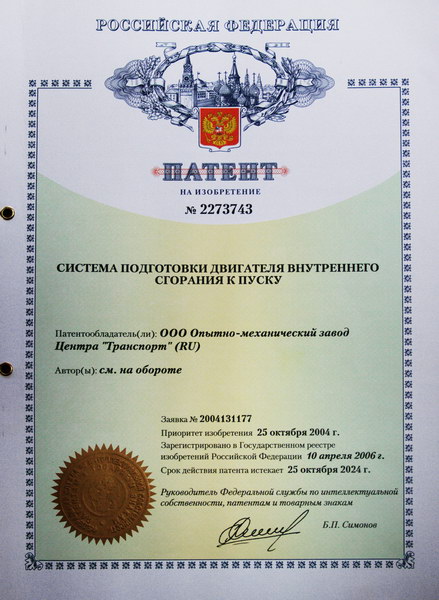 РОССИЙСКАЯ ФЕДЕРАЦИЯ
ПАТЕНТ
НА ИЗОБРЕТЕНИЕ
№ 2273743
СИСТЕМА ПОДГОТОВКИ ДВИГАТЕЛЯ ВНУТРЕННЕГО
СГОРАНИЯ К ПУСКУ
Патентообладатель(ли): ООО Опытно-механический завод
Центра "Транспорт" (RU)
Автор(ы): см. на обороте
Заявка № 2004131177
Приоритет изобретения 25 октября 2004 г.
Зарегистрировано в Государственном реестре
изобретений Российской Федерации 10 апреля 2006 г.
Срок действия патента истекает 25 октября 2024 г.
Руководитель Федеральной службы по интеллектуальной
собственности, патентам и товарным знакам
Б.П. Симонов